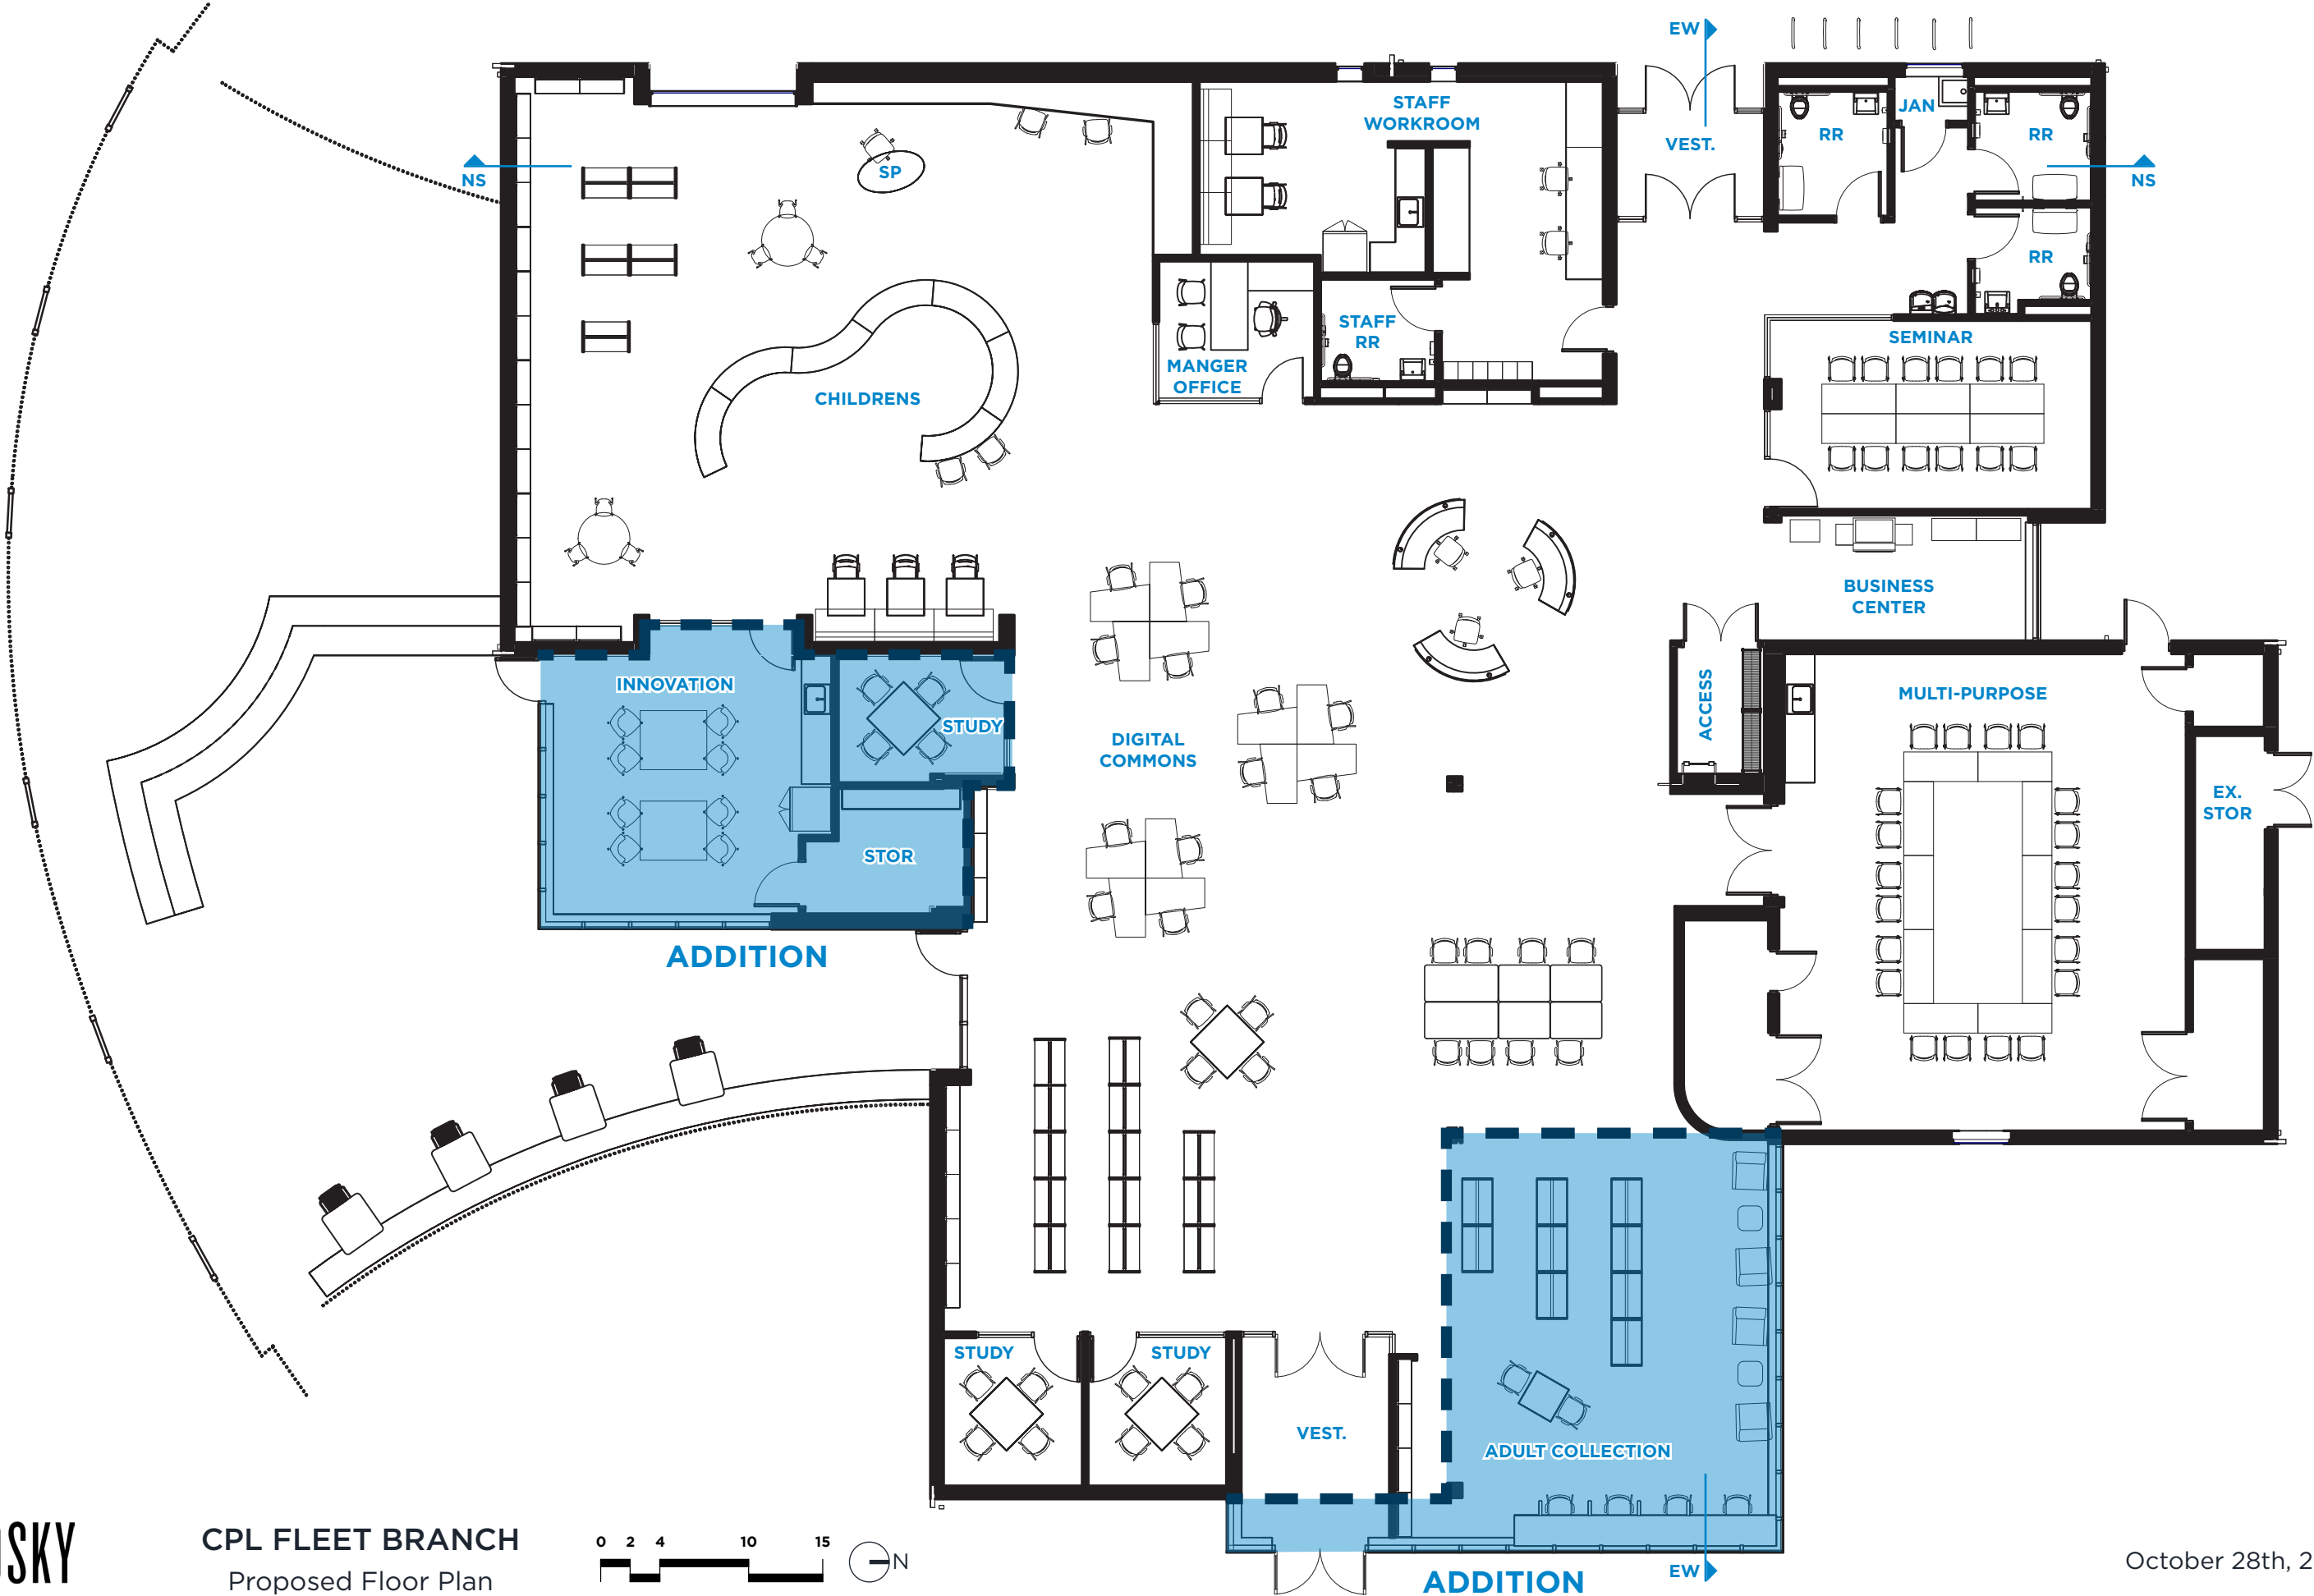 EW
STAFF
WORKROOM
JAN
RR
RR
VEST.
NS
SP
NS
RR
STAFF
RR
SEMINAR
MANGER
OFFICE
CHILDRENS
BUSINESS
CENTER
INNOVATION
STUDY
ACCESS
MULTI-PURPOSE
DIGITAL
COMMONS
EX.
STOR
STOR
ADDITION
STUDY
STUDY
VEST.
ADULT COLLECTION
EW
ADDITION
SKY
CPL FLEET BRANCH
Proposed Floor Plan
0 2 4 10 15
N
October 28th, 2